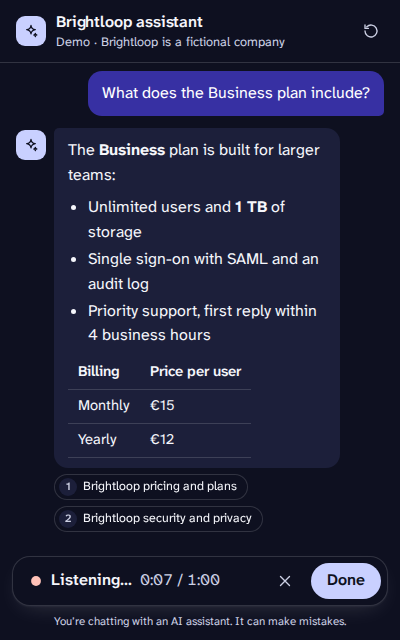 Brightloop assistant
Demo · Brightloop is a fictional company
What does the Business plan include?
The Business plan is built for larger
teams:
• Unlimited users and 1 TB of
storage
• Single sign-on with SAML and an
audit log
• Priority support, first reply within
4 business hours
Billing Price per user
Monthly €15
Yearly €12
1 Brightloop pricing and plans
2 Brightloop security and privacy
Listening... 0:07 / 1:00 Done
You're chatting with an AI assistant. It can make mistakes.